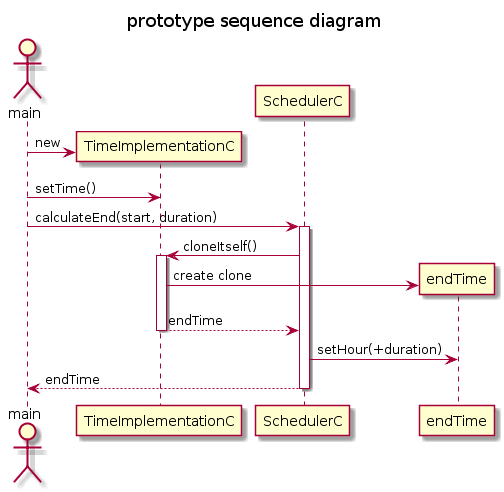 prototype sequence diagram
main
SchedulerC
new
TimeImplementationC
setTime()
calculateEnd(start, duration)
cloneItself()
create clone
endTime
endTime
setHour(+duration)
endTime
main
TimeImplementationC
SchedulerC
endTime